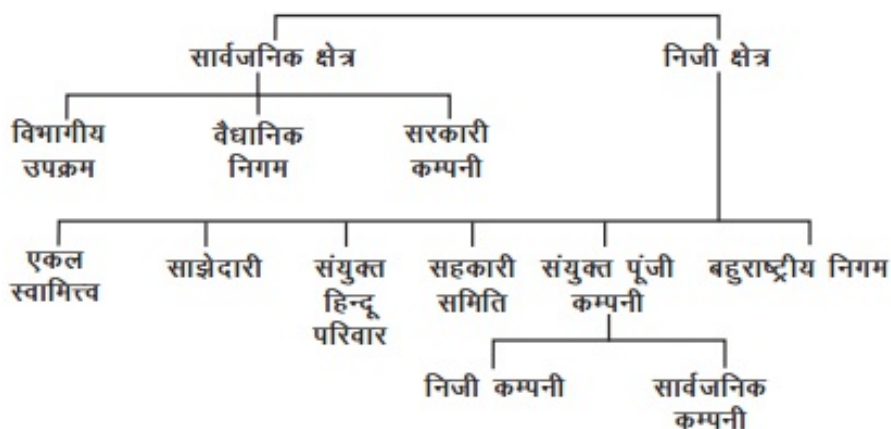 सार्वजनिक क्षेत्र
निजी क्षेत्र
विभागीय
उपक्रम
वैधानिक
निगम
सरकारी
कम्पनी
एकल
स्वामित्त्व
साझेदारी
संयुक्त
हिन्दू
परिवार
सहकारी
समिति
संयुक्त पूंजी
कम्पनी
बहुराष्ट्रीय निगम
निजी कम्पनी
सार्वजनिक
कम्पनी